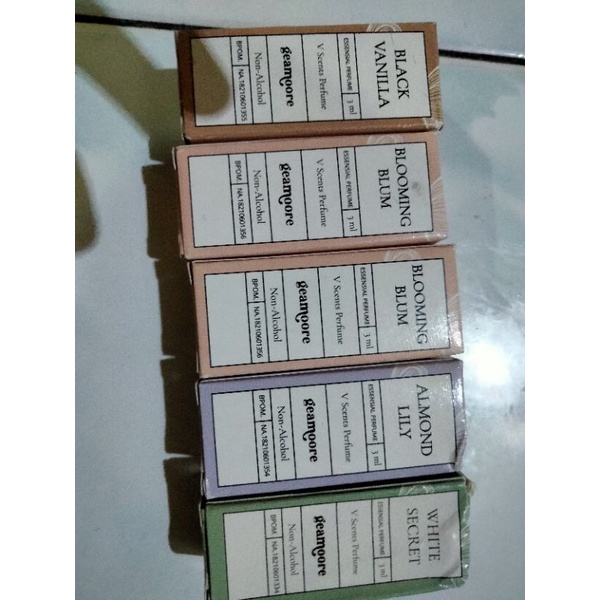 BLACK
VANILLA
ESSENSIAL PERFUME 3 ml
V Scents Perfume
geamoore
Non-Alcohol
BPOM. NA.18210601355
BLOOMING
BLUM
ESSENSIAL PERFUME 3 ml
V Scents Perfume
geamoore
Non-Alcohol
BPOM. NA.18210601356
BLOOMING
BLUM
ESSENSIAL PERFUME 3 ml
V Scents Perfume
geamoore
Non-Alcohol
BPOM. NA.18210601356
ALMOND
LILY
ESSENSIAL PERFUME 3 ml
V Scents Perfume
geamoore
Non-Alcohol
BPOM. NA.18210601354
WHITE
SECRET
ESSENSIAL PERFUME 3 ml
V Scents Perfume
geamoore
Non-Alcohol
BPOM. NA.18210601334